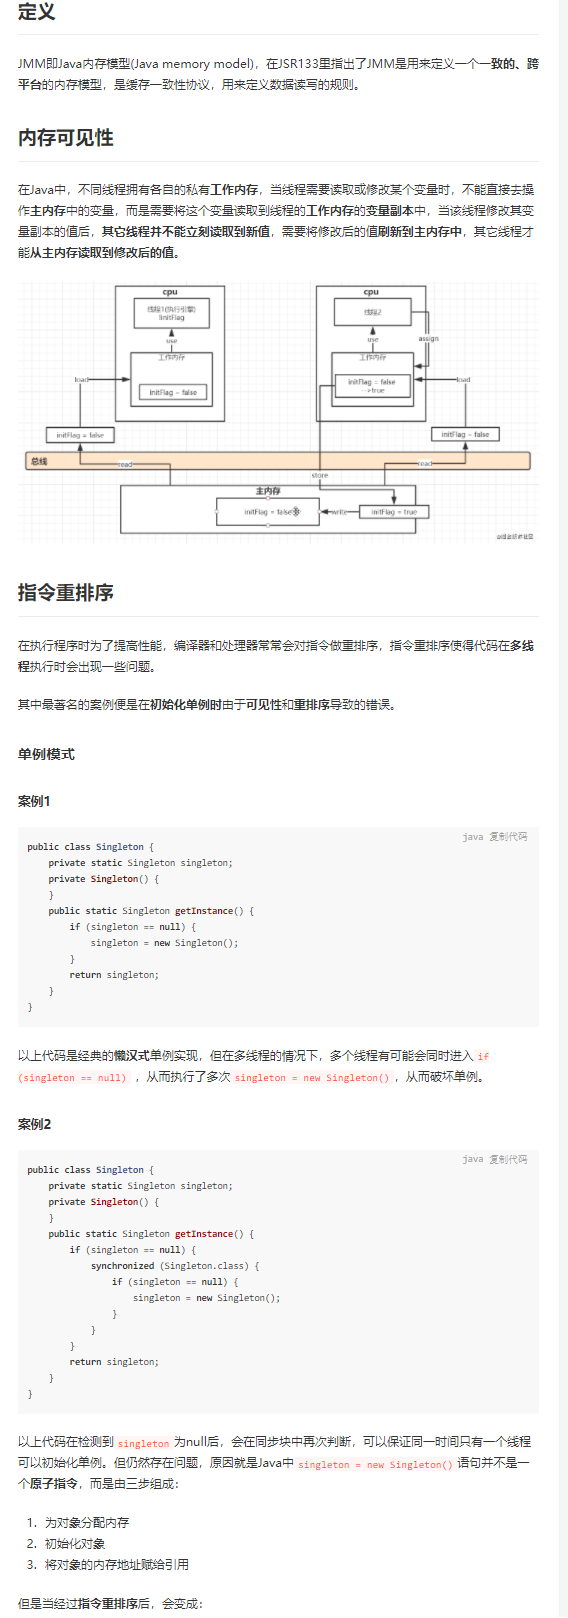 定义
JMM即Java内存模型(Java memory model)，在JSR133里指出了JMM是用来定义一个一致的、跨
平台的内存模型，是缓存一致性协议，用来定义数据读写的规则。
内存可见性
在Java中，不同线程拥有各自的私有工作内存，当线程需要读取或修改某个变量时，不能直接去操
作主内存中的变量，而是需要将这个变量读取到线程的工作内存的变量副本中，当该线程修改其变
量副本的值后，其它线程并不能立刻读取到新值，需要将修改后的值刷新到主内存中，其它线程才
能从主内存读取到修改后的值。
cpu
线程1(执行引擎)
!initFlag
use
工作内存
initFlag = false
load
initFlag = false
cpu
线程2
use
assign
工作内存
initFlag = false
-->true
load
initFlag = false
总线
read
read
store
主内存
initFlag = false
write
initFlag = true
指令重排序
在执行程序时为了提高性能，编译器和处理器常常会对指令做重排序，指令重排序使得代码在多线
程执行时会出现一些问题。
其中最著名的案例便是在初始化单例时由于可见性和重排序导致的错误。
单例模式
案例1
java 复制代码
public class Singleton {
private static Singleton singleton;
private Singleton() {
}
public static Singleton getInstance() {
if (singleton == null) {
singleton = new Singleton();
}
return singleton;
}
}
以上代码是经典的懒汉式单例实现，但在多线程的情况下，多个线程有可能会同时进入 if
(singleton == null) ，从而执行了多次 singleton = new Singleton() ，从而破坏单例。
案例2
java 复制代码
public class Singleton {
private static Singleton singleton;
private Singleton() {
}
public static Singleton getInstance() {
if (singleton == null) {
synchronized (Singleton.class) {
if (singleton == null) {
singleton = new Singleton();
}
}
}
return singleton;
}
}
以上代码在检测到 singleton 为null后，会在同步块中再次判断，可以保证同一时间只有一个线程
可以初始化单例。但仍然存在问题，原因就是Java中 singleton = new Singleton() 语句并不是一
个原子指令，而是由三步组成：
1. 为对象分配内存
2. 初始化对象
3. 将对象的内存地址赋给引用
但是当经过指令重排序后，会变成：